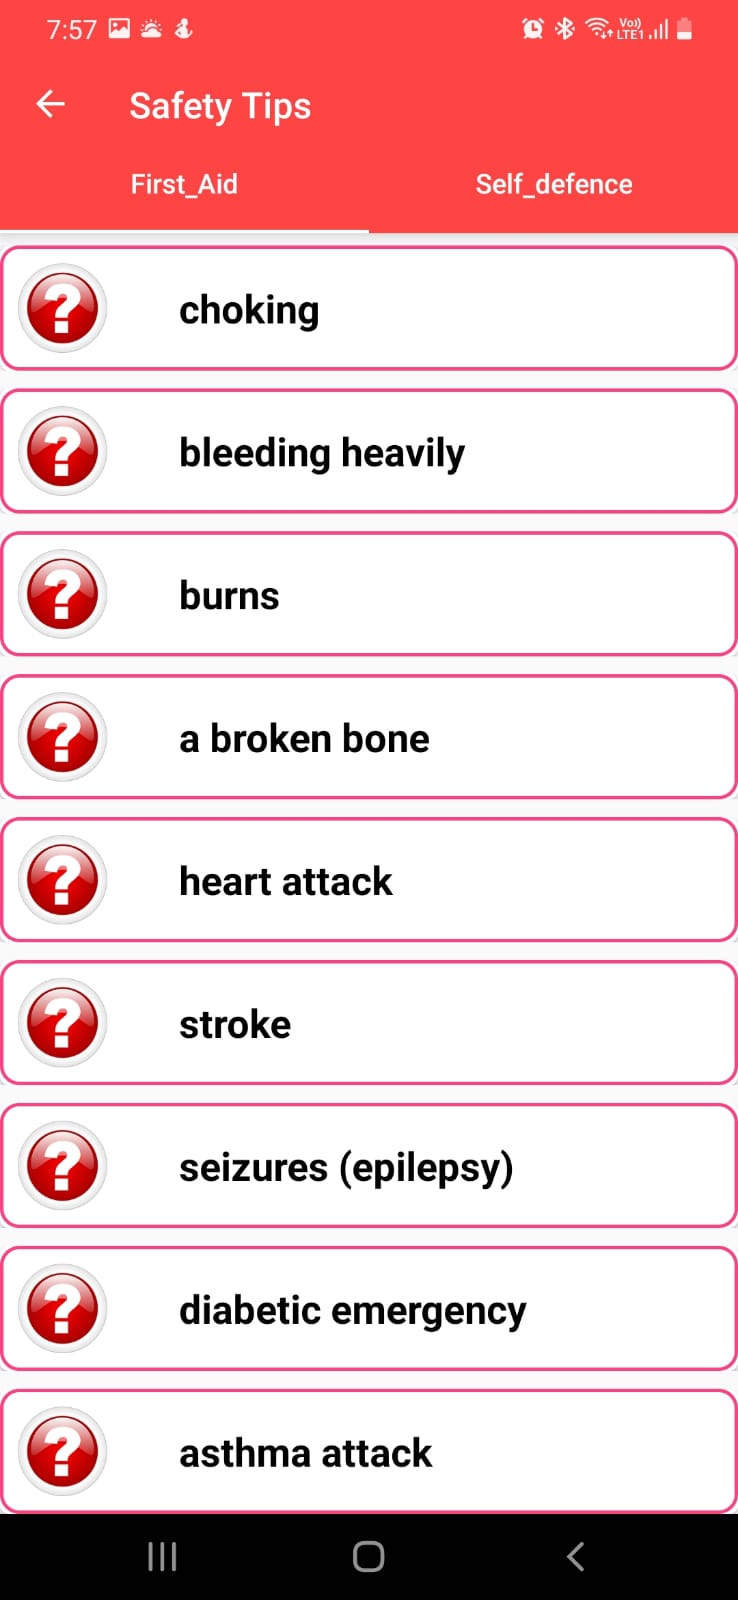 7:57 Vo)) LTE1
Safety Tips
First_Aid Self_defence
? choking
? bleeding heavily
? burns
? a broken bone
? heart attack
? stroke
? seizures (epilepsy)
? diabetic emergency
? asthma attack